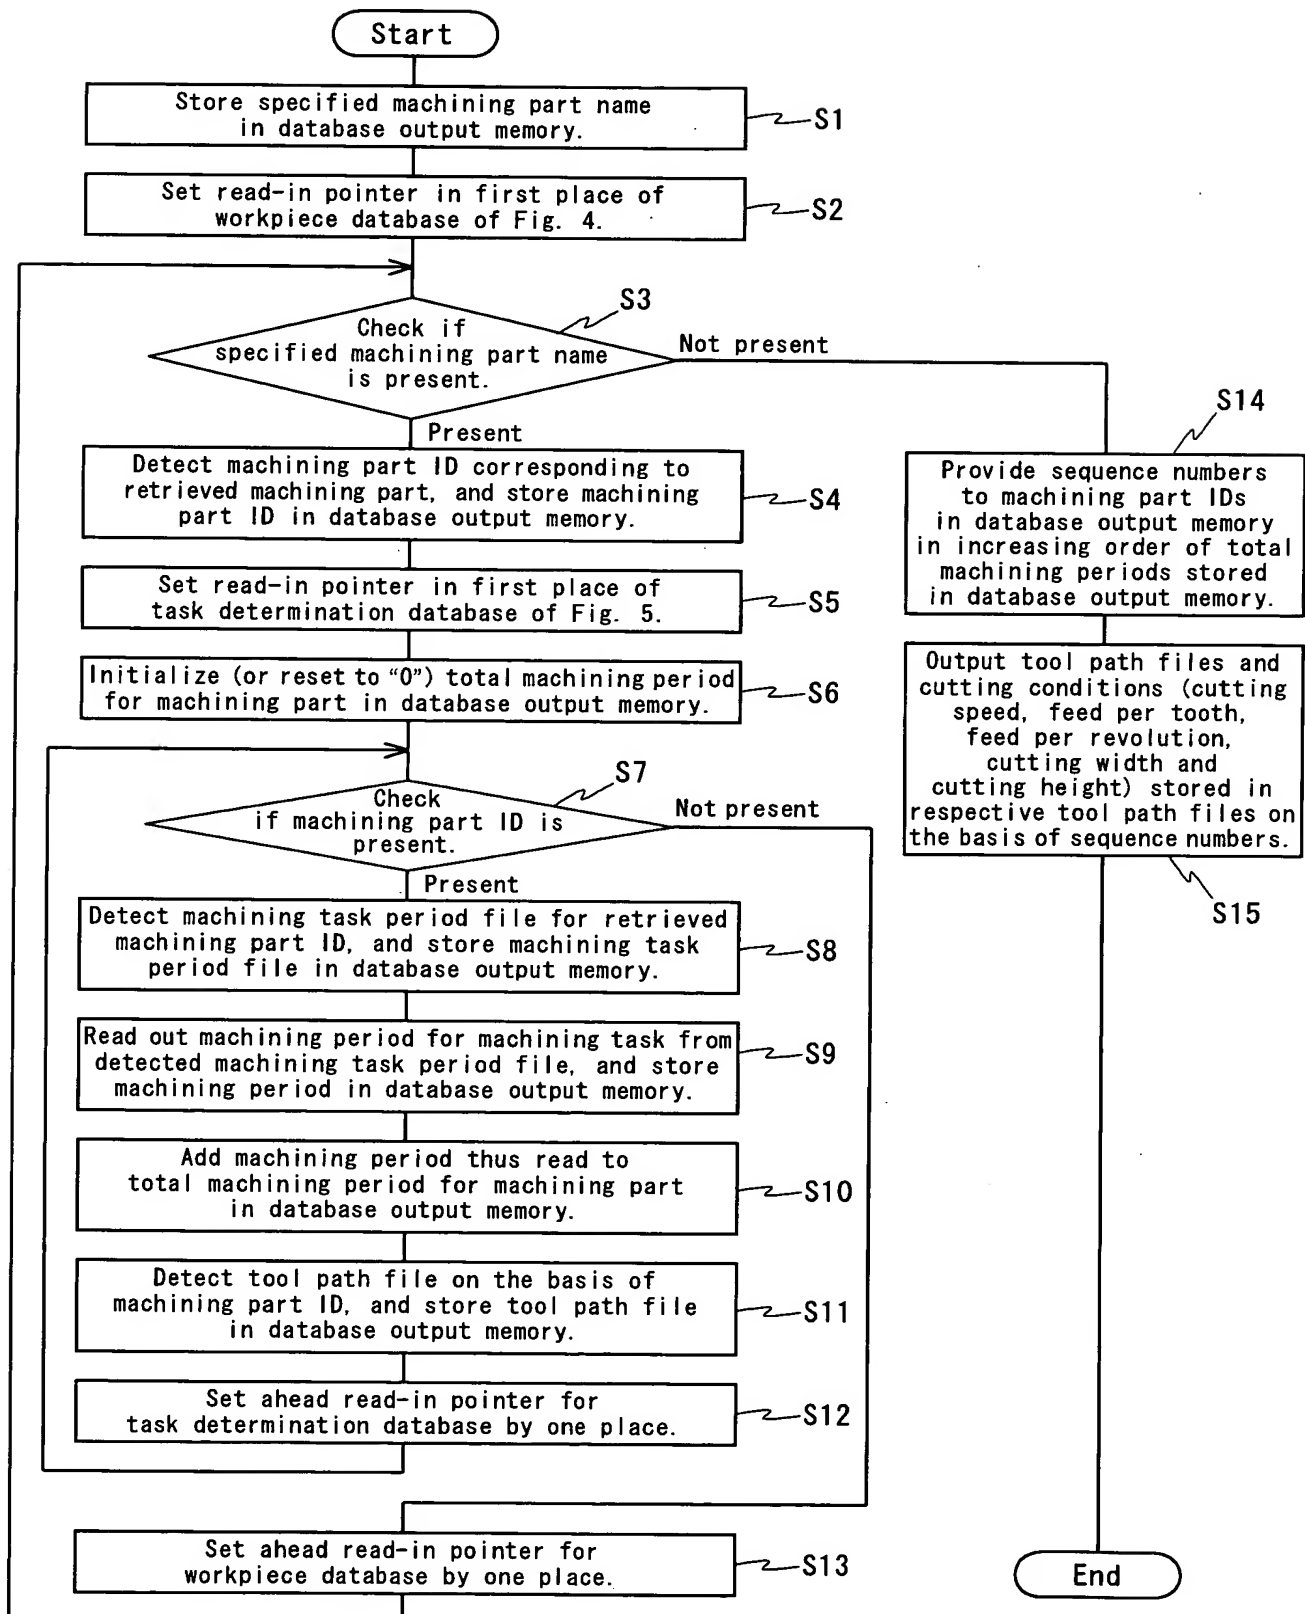 Start
Store specified machining part name
in database output memory.
S1
Set read-in pointer in first place of
workpiece database of Fig. 4.
S2
S3
Check if
specified machining part name
is present.
Not present
Present
Detect machining part ID corresponding to
retrieved machining part, and store machining
part ID in database output memory.
S4
Set read-in pointer in first place of
task determination database of Fig. 5.
S5
Initialize (or reset to “0”) total machining period
for machining part in database output memory.
S6
S7
Check
if machining part ID is
present.
Not present
Present
Detect machining task period file for retrieved
machining part ID, and store machining task
period file in database output memory.
S8
Read out machining period for machining task from
detected machining task period file, and store
machining period in database output memory.
S9
Add machining period thus read to
total machining period for machining part
in database output memory.
S10
Detect tool path file on the basis of
machining part ID, and store tool path file
in database output memory.
S11
Set ahead read-in pointer for
task determination database by one place.
S12
Set ahead read-in pointer for
workpiece database by one place.
S13
S14
Provide sequence numbers
to machining part IDs
in database output memory
in increasing order of total
machining periods stored
in database output memory.
Output tool path files and
cutting conditions (cutting
speed, feed per tooth,
feed per revolution,
cutting width and
cutting height) stored in
respective tool path files on
the basis of sequence numbers.
S15
End